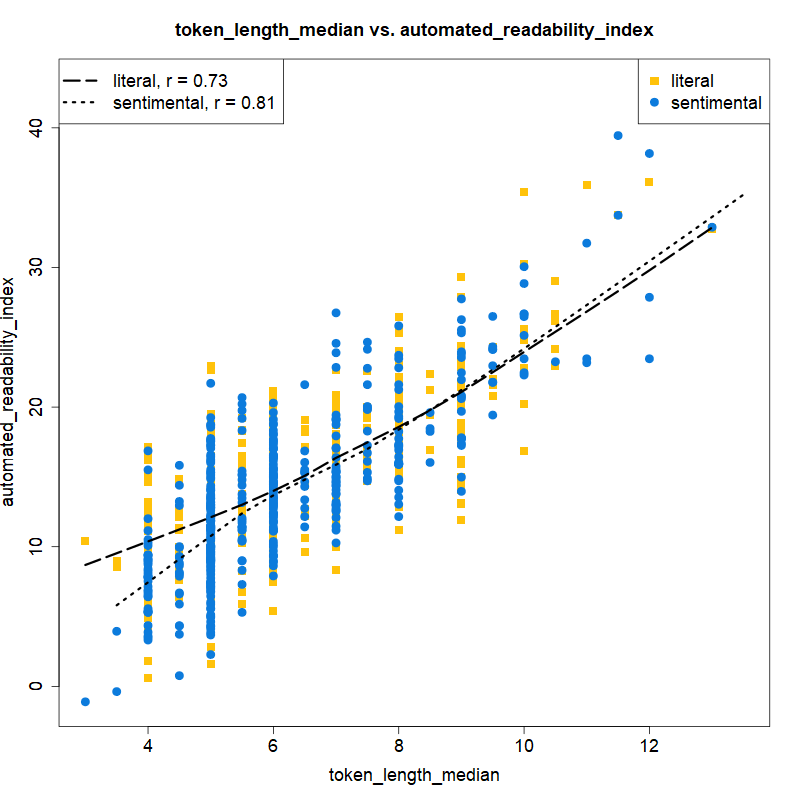 token_length_median vs. automated_readability_index
literal, r = 0.73
sentimental, r = 0.81
literal
sentimental
automated_readability_index
40
30
20
10
0
4 6 8 10 12
token_length_median